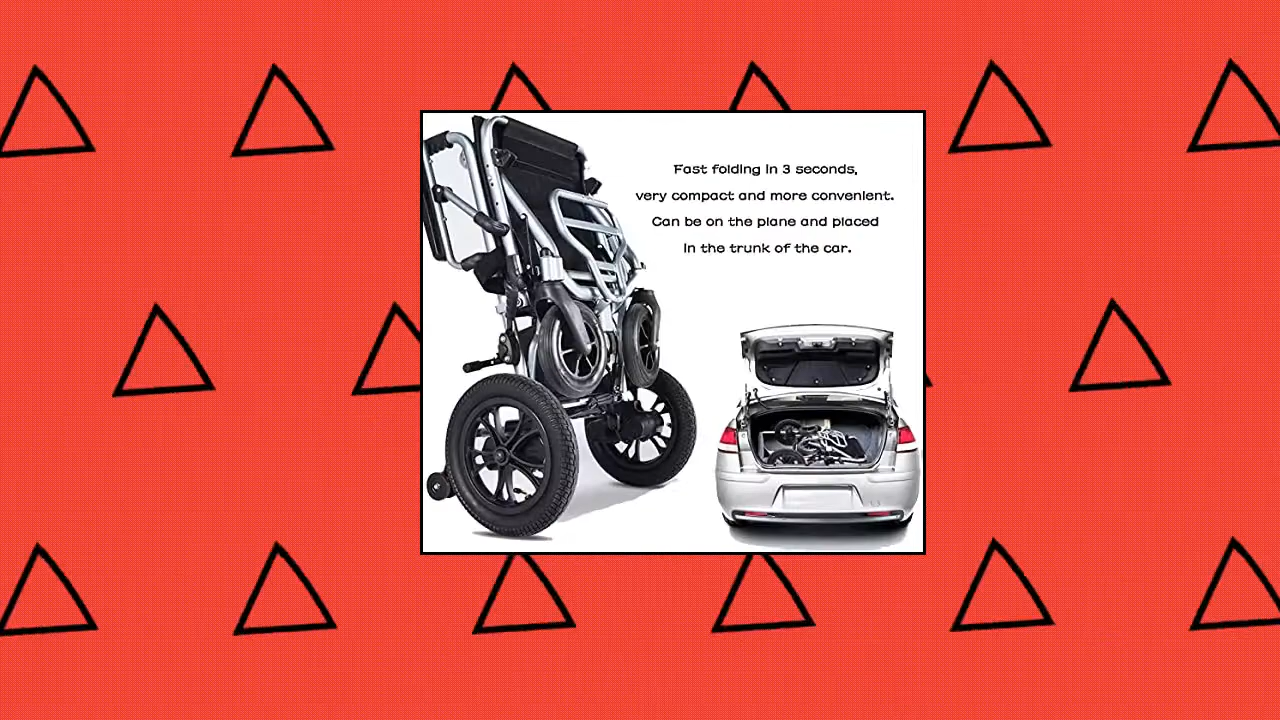 Fast folding in 3 seconds,
very compact and more convenient.
Can be on the plane and placed
in the trunk of the car.